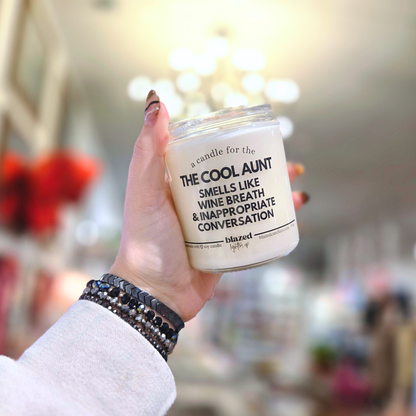 a candle for the
THE COOL AUNT
SMELLS LIKE
WINE BREATH
& INAPPROPRIATE
CONVERSATION
blazed